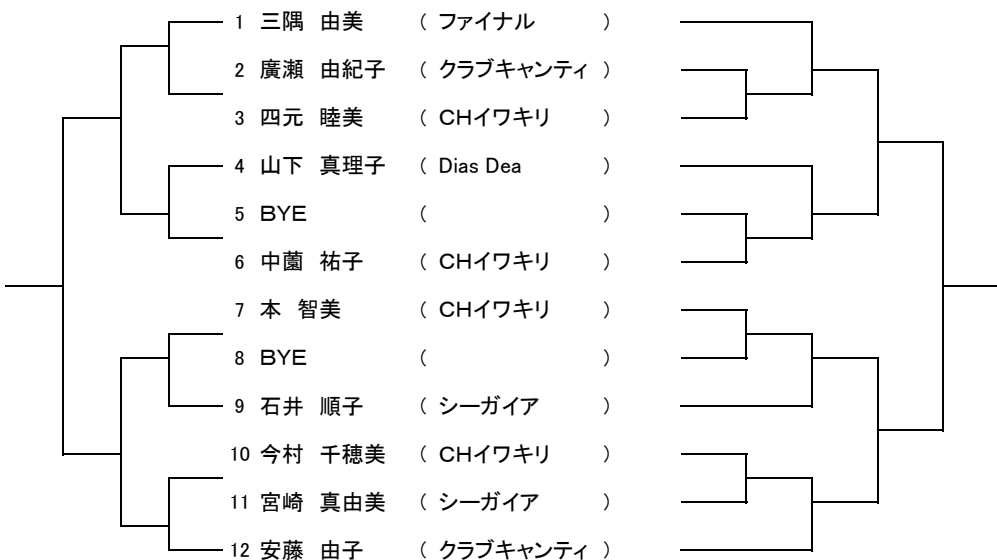 1 三隅 由美 ( ファイナル )
2 廣瀬 由紀子 ( クラブキャンティ )
3 四元 睦美 ( CHイワキリ )
4 山下 真理子 ( Dias Dea )
5 BYE ( )
6 中薗 祐子 ( CHイワキリ )
7 本 智美 ( CHイワキリ )
8 BYE ( )
9 石井 順子 ( シーガイア )
10 今村 千穂美 ( CHイワキリ )
11 宮崎 真由美 ( シーガイア )
12 安藤 由子 ( クラブキャンティ )